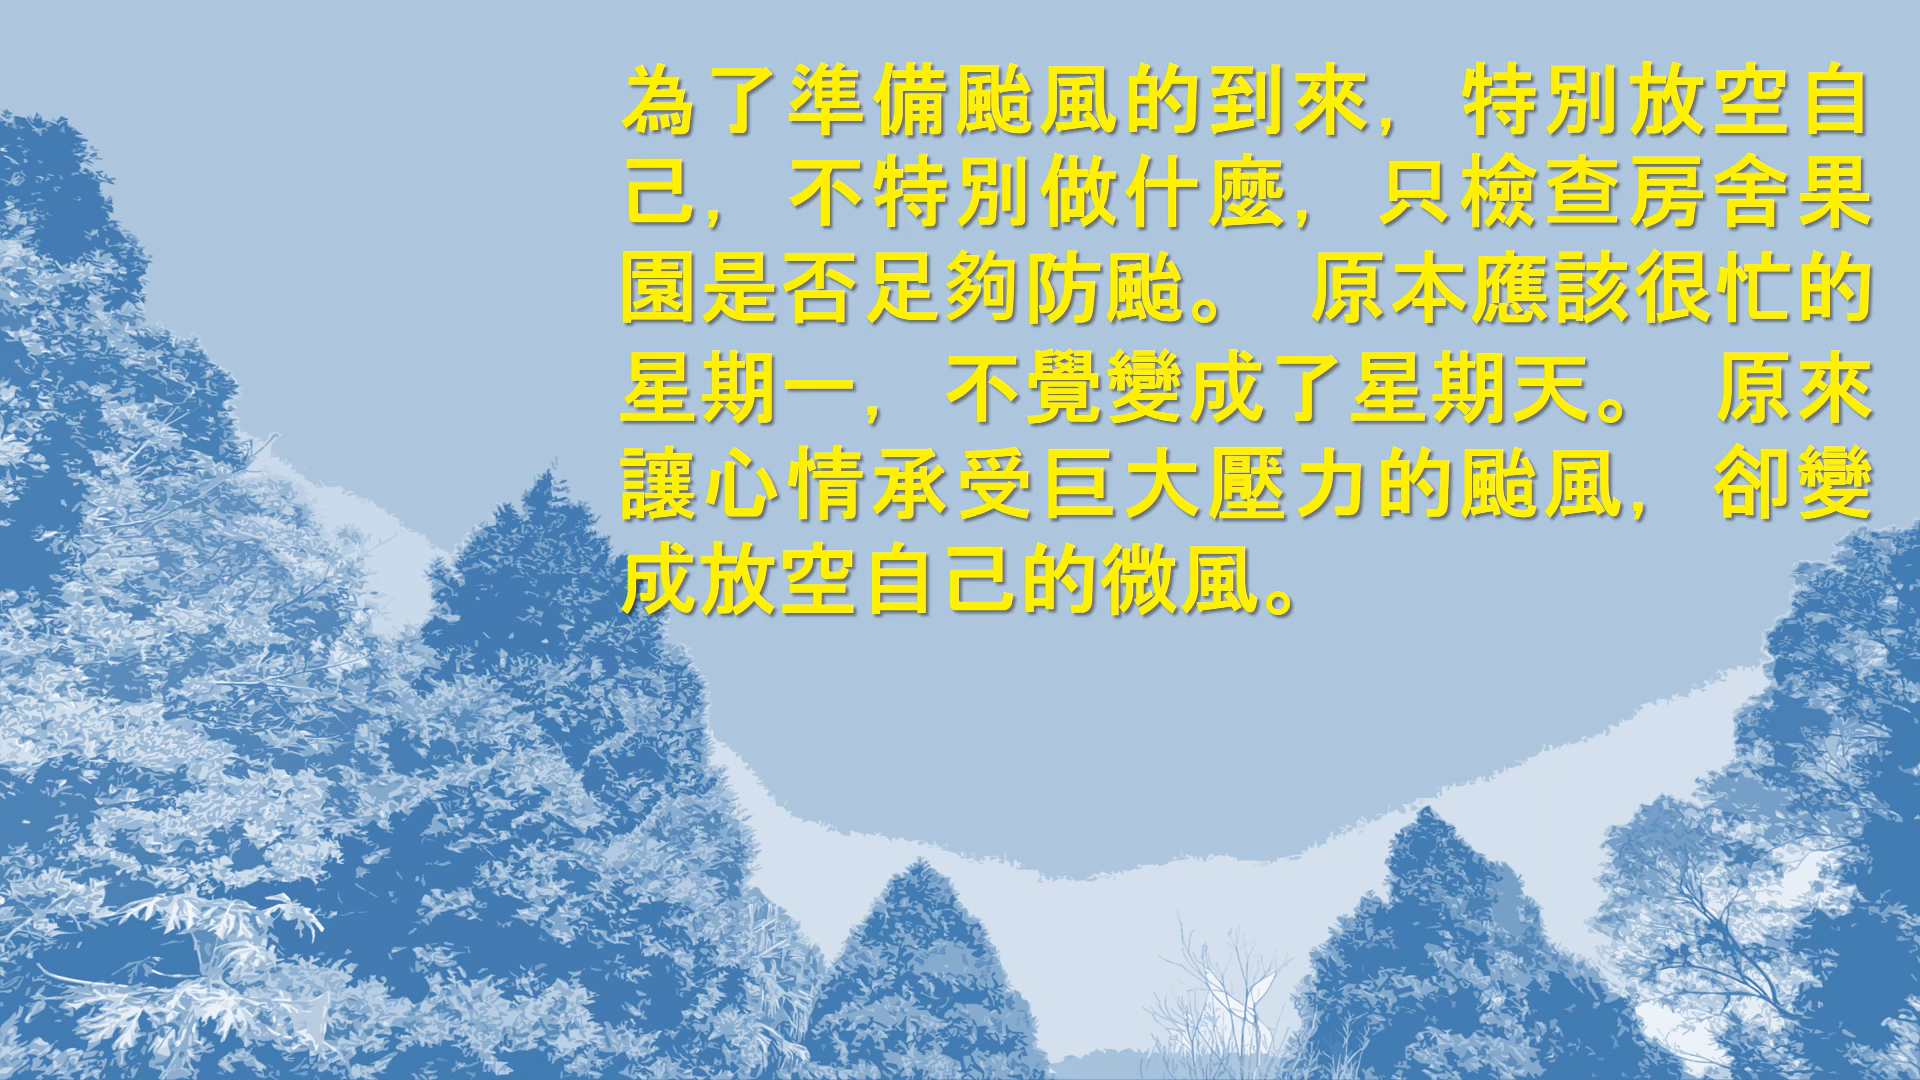 為了準備颱風的到來, 特別放空自
己, 不特別做什麼, 只檢查房舍果
園是否足夠防颱。 原本應該很忙的
星期一, 不覺變成了星期天。 原來
讓心情承受巨大壓力的颱風, 卻變
成放空自己的微風。